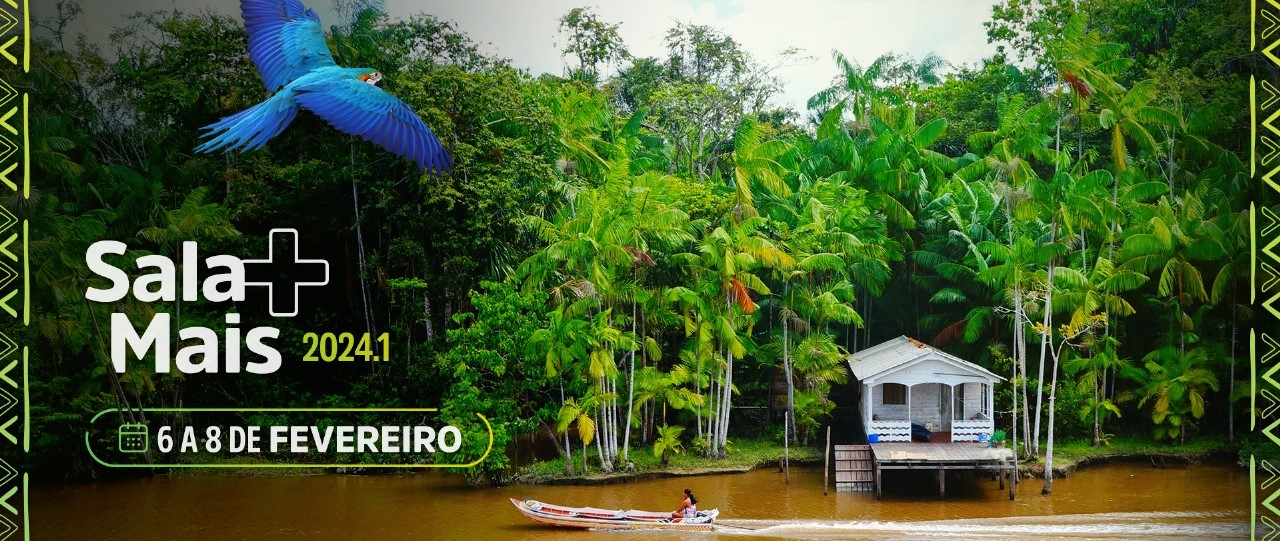 Sala+
Mais 2024.1
6 A 8 DE FEVEREIRO